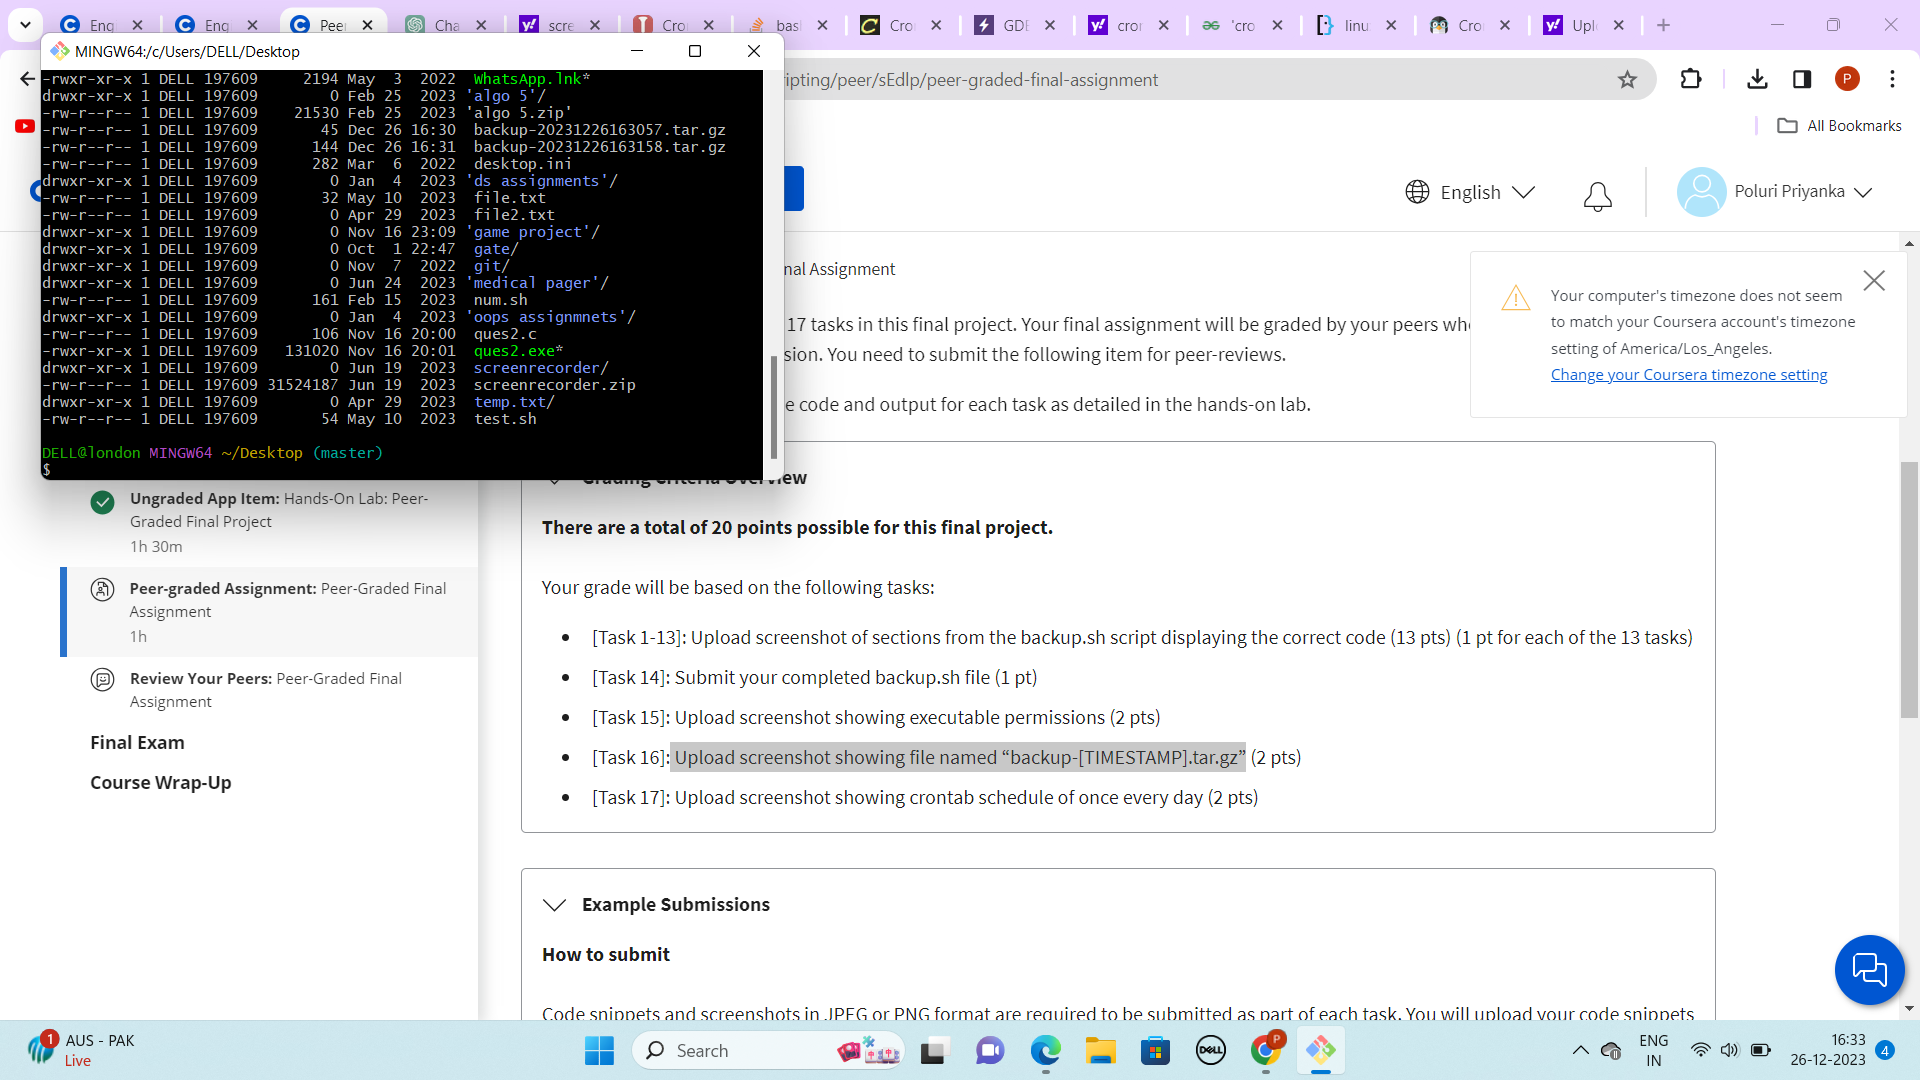 Enq
Enq
Peer
Cha
scre
Cron
bash
Cro
GDE
cron
'cro
linu
Cro
Upl
MINGW64:/c/Users/DELL/Desktop
-rwxr-xr-x 1 DELL 197609     2194 May  3  2022  WhatsApp.lnk*
drwxr-xr-x 1 DELL 197609        0 Feb 25  2023 'algo 5'/
-rw-r--r-- 1 DELL 197609    21530 Feb 25  2023 'algo 5.zip'
-rw-r--r-- 1 DELL 197609       45 Dec 26 16:30  backup-20231226163057.tar.gz
-rw-r--r-- 1 DELL 197609      144 Dec 26 16:31  backup-20231226163158.tar.gz
-rw-r--r-- 1 DELL 197609      282 Mar  6  2022  desktop.ini
drwxr-xr-x 1 DELL 197609        0 Jan  4  2023 'ds assignments'/
-rw-r--r-- 1 DELL 197609       32 May 10  2023  file.txt
-rw-r--r-- 1 DELL 197609        0 Apr 29  2023  file2.txt
drwxr-xr-x 1 DELL 197609        0 Nov 16 23:09 'game project'/
drwxr-xr-x 1 DELL 197609        0 Oct  1 22:47  gate/
drwxr-xr-x 1 DELL 197609        0 Nov  7  2022  git/
drwxr-xr-x 1 DELL 197609        0 Jun 24  2023 'medical pager'/
-rw-r--r-- 1 DELL 197609      161 Feb 15  2023  num.sh
drwxr-xr-x 1 DELL 197609        0 Jan  4  2023 'oops assignmnets'/
-rw-r--r-- 1 DELL 197609      106 Nov 16 20:00  ques2.c
-rwxr-xr-x 1 DELL 197609   131020 Nov 16 20:01  ques2.exe*
drwxr-xr-x 1 DELL 197609        0 Jun 19  2023  screenrecorder/
-rw-r--r-- 1 DELL 197609 31524187 Jun 19  2023  screenrecorder.zip
drwxr-xr-x 1 DELL 197609        0 Apr 29  2023  temp.txt/
-rw-r--r-- 1 DELL 197609       54 May 10  2023  test.sh
DELL@london MINGW64 ~/Desktop (master)
$
ipting/peer/sEdlp/peer-graded-final-assignment
P
All Bookmarks
English
Poluri Priyanka
nal Assignment
17 tasks in this final project. Your final assignment will be graded by your peers wh
sion. You need to submit the following item for peer-reviews.
e code and output for each task as detailed in the hands-on lab.
Your computer's timezone does not seem
to match your Coursera account's timezone
setting of America/Los_Angeles.
Change your Coursera timezone setting
Ungraded App Item: Hands-On Lab: Peer-
Graded Final Project
1h 30m
Peer-graded Assignment: Peer-Graded Final
Assignment
1h
Review Your Peers: Peer-Graded Final
Assignment
Final Exam
Course Wrap-Up
Grading Criteria Overview
There are a total of 20 points possible for this final project.
Your grade will be based on the following tasks:
• [Task 1-13]: Upload screenshot of sections from the backup.sh script displaying the correct code (13 pts) (1 pt for each of the 13 tasks)
• [Task 14]: Submit your completed backup.sh file (1 pt)
• [Task 15]: Upload screenshot showing executable permissions (2 pts)
• [Task 16]: Upload screenshot showing file named “backup-[TIMESTAMP].tar.gz” (2 pts)
• [Task 17]: Upload screenshot showing crontab schedule of once every day (2 pts)
Example Submissions
How to submit
Code snippets and screenshots in JPEG or PNG format are required to be submitted as part of each task. You will upload your code snippets
1
AUS - PAK
Live
Search
DELL
P
ENG
IN
16:33
26-12-2023
4